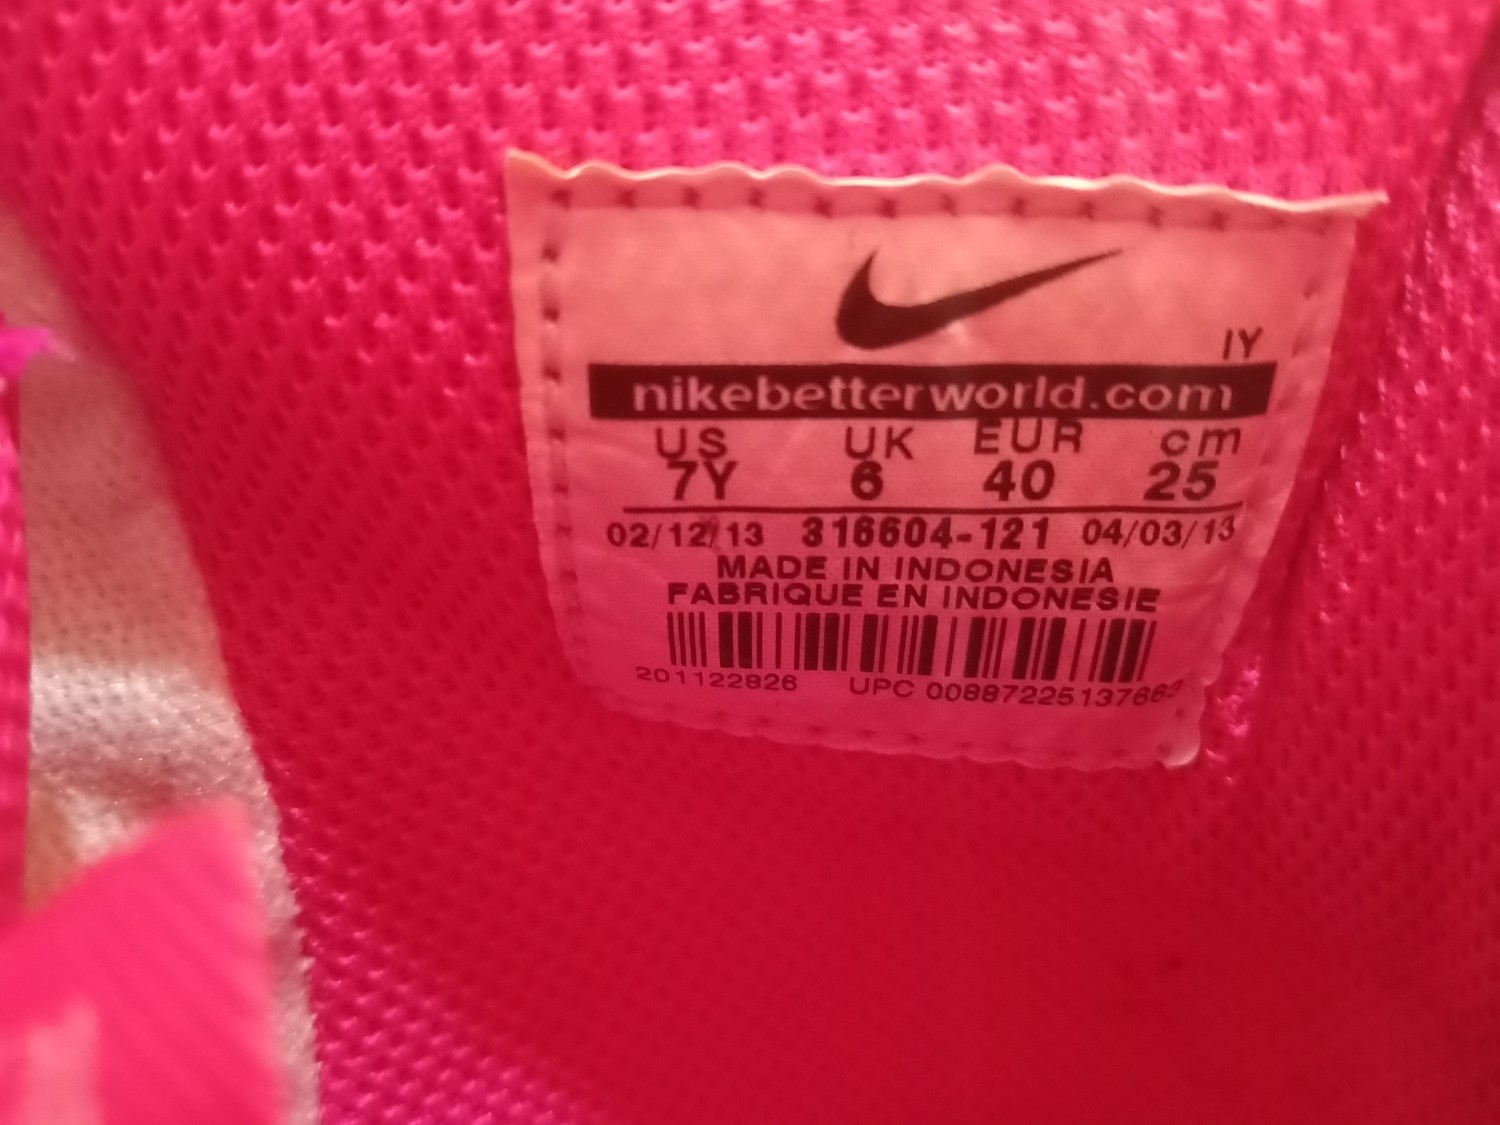 IY
nikebetterworld.com
US UK EUR cm
7Y 6 40 25
02/12/13 316604-121 04/03/13
MADE IN INDONESIA
FABRIQUE EN INDONESIE
201122826 UPC 00887225137663